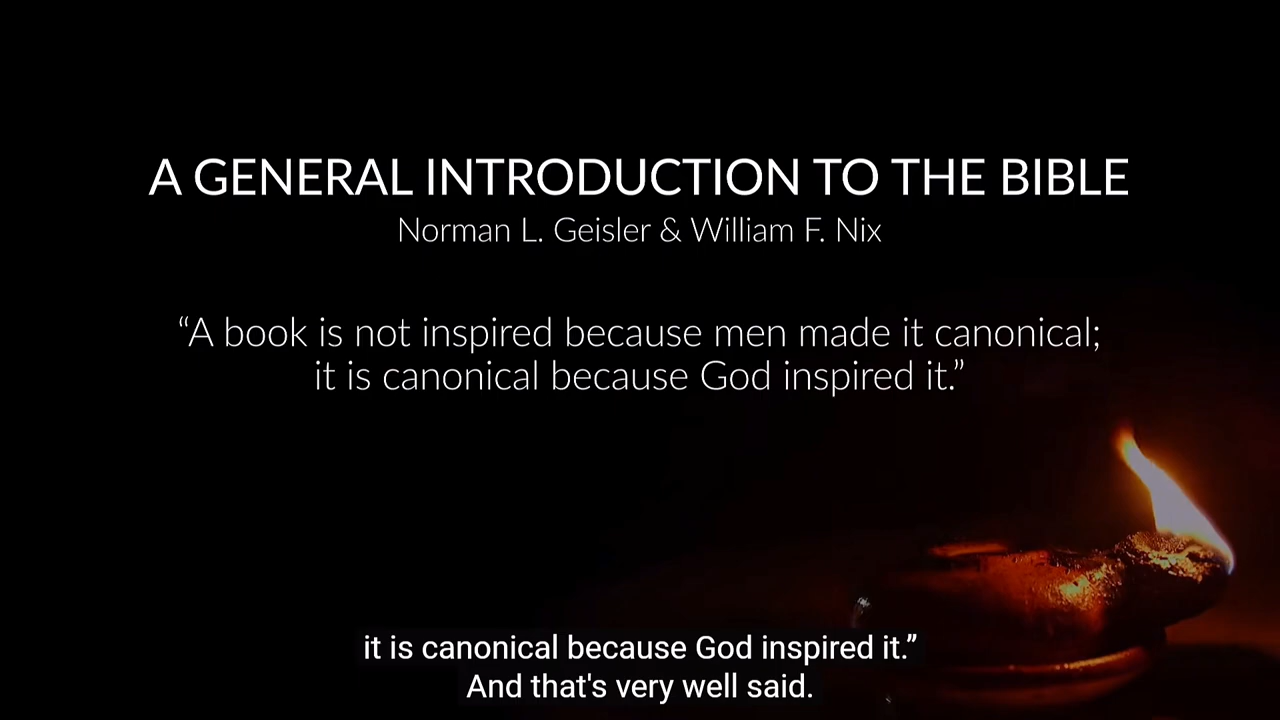 A GENERAL INTRODUCTION TO THE BIBLE
Norman L. Geisler & William F. Nix
“A book is not inspired because men made it canonical;
it is canonical because God inspired it.”
it is canonical because God inspired it.”
And that's very well said.